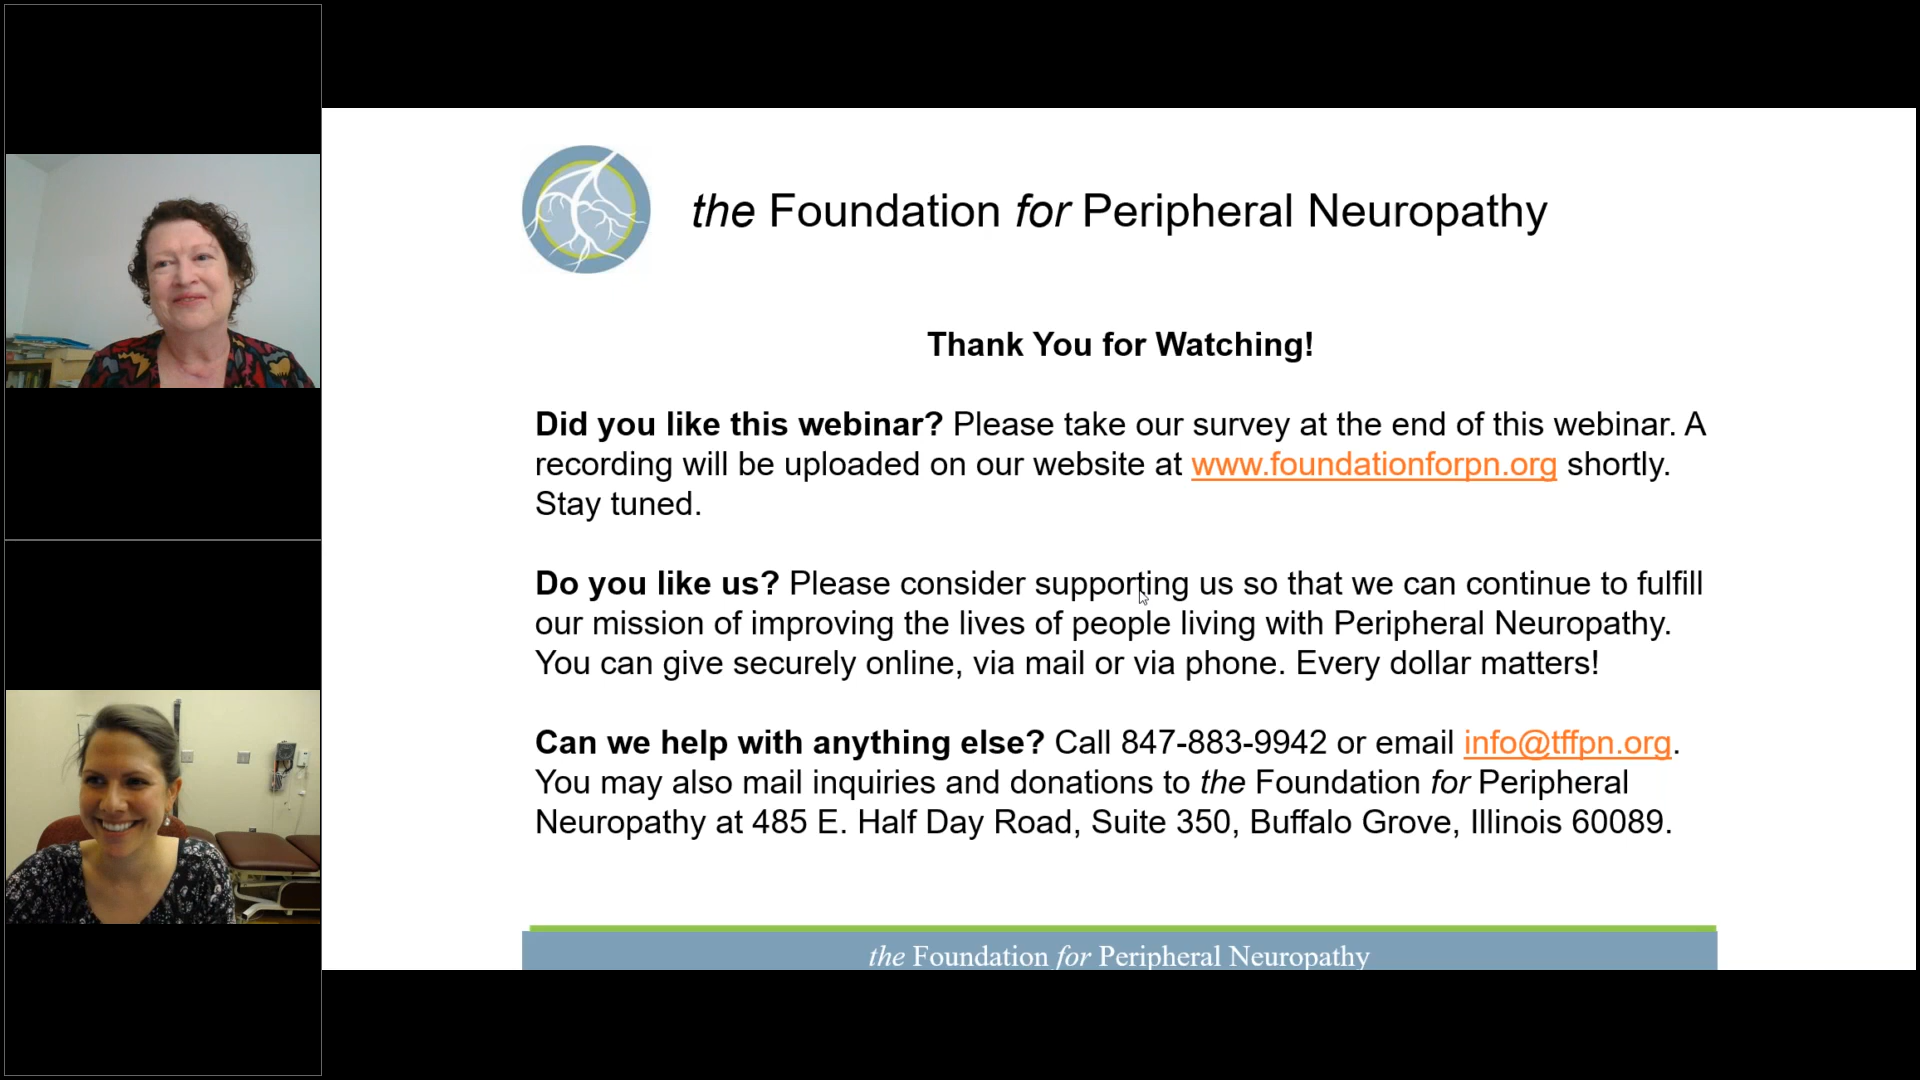 the Foundation for Peripheral Neuropathy
Thank You for Watching!
Did you like this webinar? Please take our survey at the end of this webinar. A
recording will be uploaded on our website at www.foundationforpn.org shortly.
Stay tuned.
Do you like us? Please consider supporting us so that we can continue to fulfill
our mission of improving the lives of people living with Peripheral Neuropathy.
You can give securely online, via mail or via phone. Every dollar matters!
Can we help with anything else? Call 847-883-9942 or email info@tffpn.org.
You may also mail inquiries and donations to the Foundation for Peripheral
Neuropathy at 485 E. Half Day Road, Suite 350, Buffalo Grove, Illinois 60089.
the Foundation for Peripheral Neuropathy